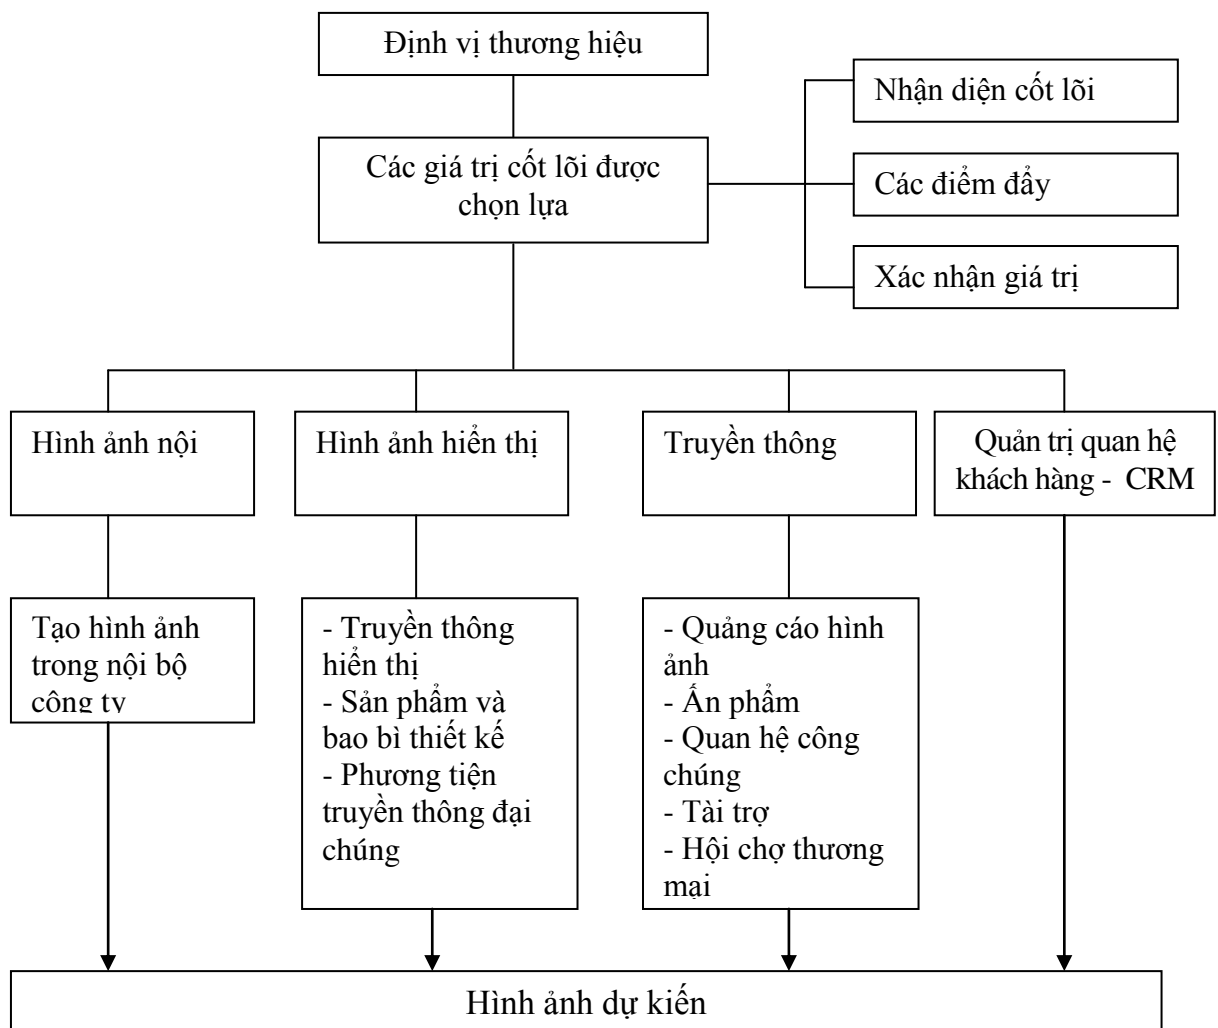 Định vị thương hiệu
Các giá trị cốt lõi được
chọn lựa
Nhận diện cốt lõi
Các điểm đẩy
Xác nhận giá trị
Hình ảnh nội
Hình ảnh hiển thị
Truyền thông
Quản trị quan hệ
khách hàng - CRM
Tạo hình ảnh
trong nội bộ
công ty
- Truyền thông
hiển thị
- Sản phẩm và
bao bì thiết kế
- Phương tiện
truyền thông đại
chúng
- Quảng cáo hình
ảnh
- Ấn phẩm
- Quan hệ công
chúng
- Tài trợ
- Hội chợ thương
mại
Hình ảnh dự kiến